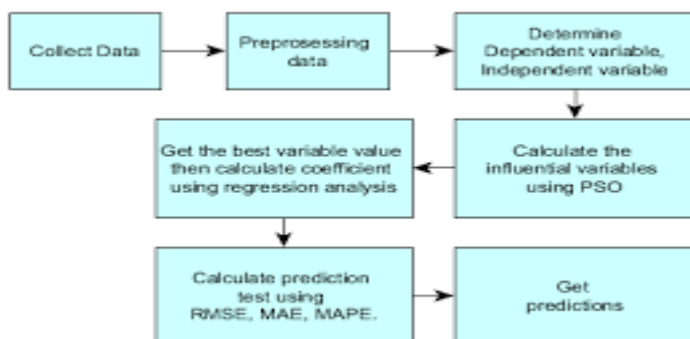 Collect Data
Preprosessing
data
Determine
Dependent variable,
Independent variable
Calculate the
influential variables
using PSO
Get the best variable value
then calculate coefficient
using regression analysis
Calculate prediction
test using
RMSE, MAE, MAPE.
Get
predictions